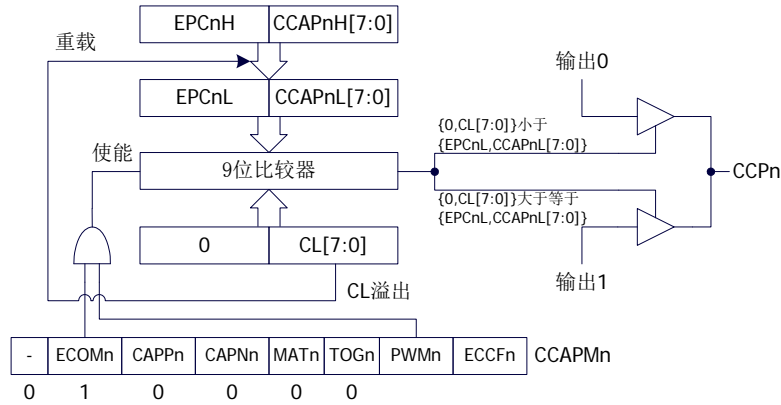 EPCnH CCAPnH[7:0]
重载
输出0
EPCnL CCAPnL[7:0]
{0,CL[7:0]}小于
{EPCnL,CCAPnL[7:0]}
使能
9位比较器
CCPn
{0,CL[7:0]}大于等于
{EPCnL,CCAPnL[7:0]}
0 CL[7:0]
输出1
CL溢出
- ECOMn CAPPn CAPNn MATn TOGn PWMn ECCFn CCAPMn
0 1 0 0 0 0